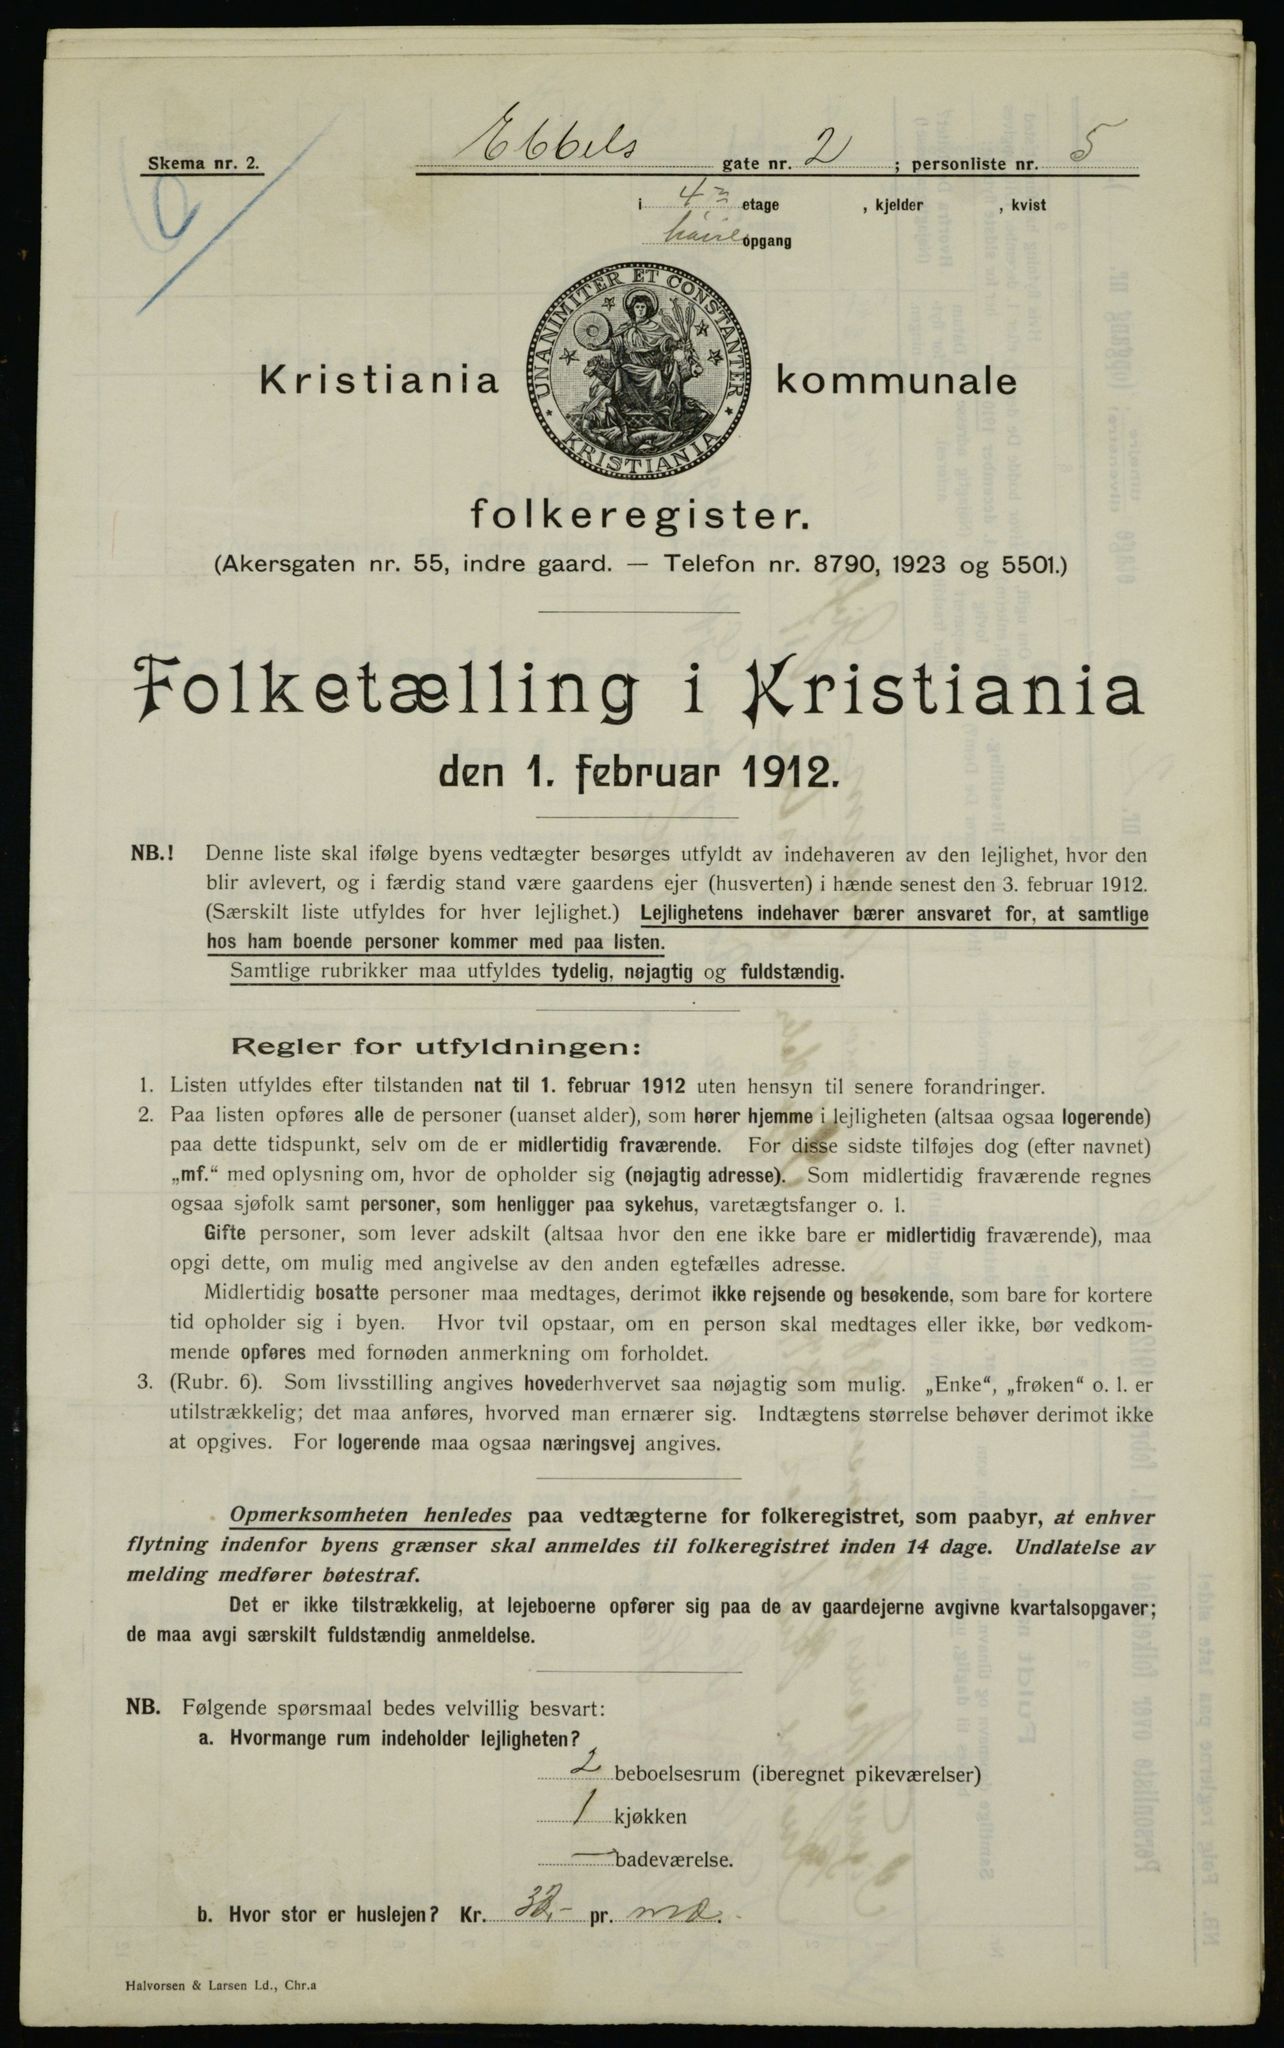 Skema nr. 2.
Ebbels gate nr. 2 ; personliste nr. 5
i 4 etage , kjelder , kvist
høire opgang
UNANIMITER ET CONSTANTER
KRISTIANIA
Kristiania kommunale
folkeregister.
(Akersgaten nr. 55, indre gaard. — Telefon nr. 8790, 1923 og 5501.)
Folketælling i Kristiania
den 1. februar 1912.
NB.! Denne liste skal ifølge byens vedtægter besørges utfyldt av indehaveren av den lejlighet, hvor den
blir avlevert, og i færdig stand være gaardens ejer (husverten) i hænde senest den 3. februar 1912.
(Særskilt liste utfyldes for hver lejlighet.) Lejlighetens indehaver bærer ansvaret for, at samtlige
hos ham boende personer kommer med paa listen.
Samtlige rubrikker maa utfyldes tydelig, nøjagtig og fuldstændig.
Regler for utfyldningen:
1. Listen utfyldes efter tilstanden nat til 1. februar 1912 uten hensyn til senere forandringer.
2. Paa listen opføres alle de personer (uanset alder), som hører hjemme i lejligheten (altsaa ogsaa logerende)
paa dette tidspunkt, selv om de er midlertidig fraværende. For disse sidste tilføjes dog (efter navnet)
„mf.“ med oplysning om, hvor de opholder sig (nøjagtig adresse). Som midlertidig fraværende regnes
ogsaa sjøfolk samt personer, som henligger paa sykehus, varetægtsfanger o. l.
Gifte personer, som lever adskilt (altsaa hvor den ene ikke bare er midlertidig fraværende), maa
opgi dette, om mulig med angivelse av den anden egtefælles adresse.
Midlertidig bosatte personer maa medtages, derimot ikke rejsende og besøkende, som bare for kortere
tid opholder sig i byen. Hvor tvil opstaar, om en person skal medtages eller ikke, bør vedkom-
mende opføres med fornøden anmerkning om forholdet.
3. (Rubr. 6). Som livsstilling angives hovederhvervet saa nøjagtig som mulig. „Enke“, „frøken“ o. l. er
utilstrækkelig; det maa anføres, hvorved man ernærer sig. Indtægtens størrelse behøver derimot ikke
at opgives. For logerende maa ogsaa næringsvej angives.
Opmerksomheten henledes paa vedtægterne for folkeregistret, som paabyr, at enhver
flytning indenfor byens grænser skal anmeldes til folkeregistret inden 14 dage. Undlatelse av
melding medfører bøtestraf.
Det er ikke tilstrækkelig, at lejeboerne opfører sig paa de av gaardejerne avgivne kvartalsopgaver;
de maa avgi særskilt fuldstændig anmeldelse.
NB. Følgende spørsmaal bedes velvillig besvart:
a. Hvormange rum indeholder lejligheten?
2 beboelsesrum (iberegnet pikeværelser)
1 kjøkken
— badeværelse.
b. Hvor stor er huslejen? Kr. 32,- pr. md.
Halvorsen & Larsen Ld., Chr.a